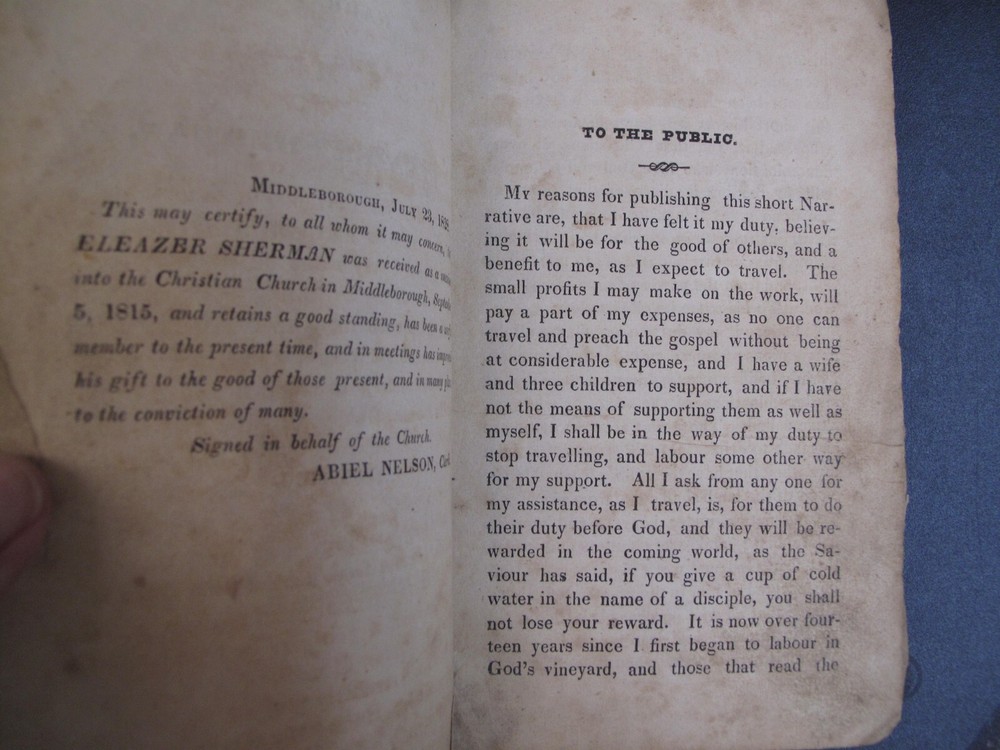 MIDDLEBOROUGH, JULY 23,
This may certify, to all whom it may concern,
ELEAZER SHERMAN was received as a
into the Christian Church in Middleborough,
5, 1815, and retains a good standing, has been a
member to the present time, and in meetings has
his gift to the good of those present, and in many
to the conviction of many.
Signed in behalf of the Church.
ABIEL NELSON,
TO THE PUBLIC.
My reasons for publishing this short Nar-
rative are, that I have felt it my duty, believ-
ing it will be for the good of others, and a
benefit to me, as I expect to travel. The
small profits I may make on the work, will
pay a part of my expenses, as no one can
travel and preach the gospel without being
at considerable expense, and I have a wife
and three children to support, and if I have
not the means of supporting them as well as
myself, I shall be in the way of my duty to
stop travelling, and labour some other way
for my support. All I ask from any one for
my assistance, as I travel, is, for them to do
their duty before God, and they will be re-
warded in the coming world, as the Sa-
viour has said, if you give a cup of cold
water in the name of a disciple, you shall
not lose your reward. It is now over four-
teen years since I first began to labour in
God's vineyard, and those that read the